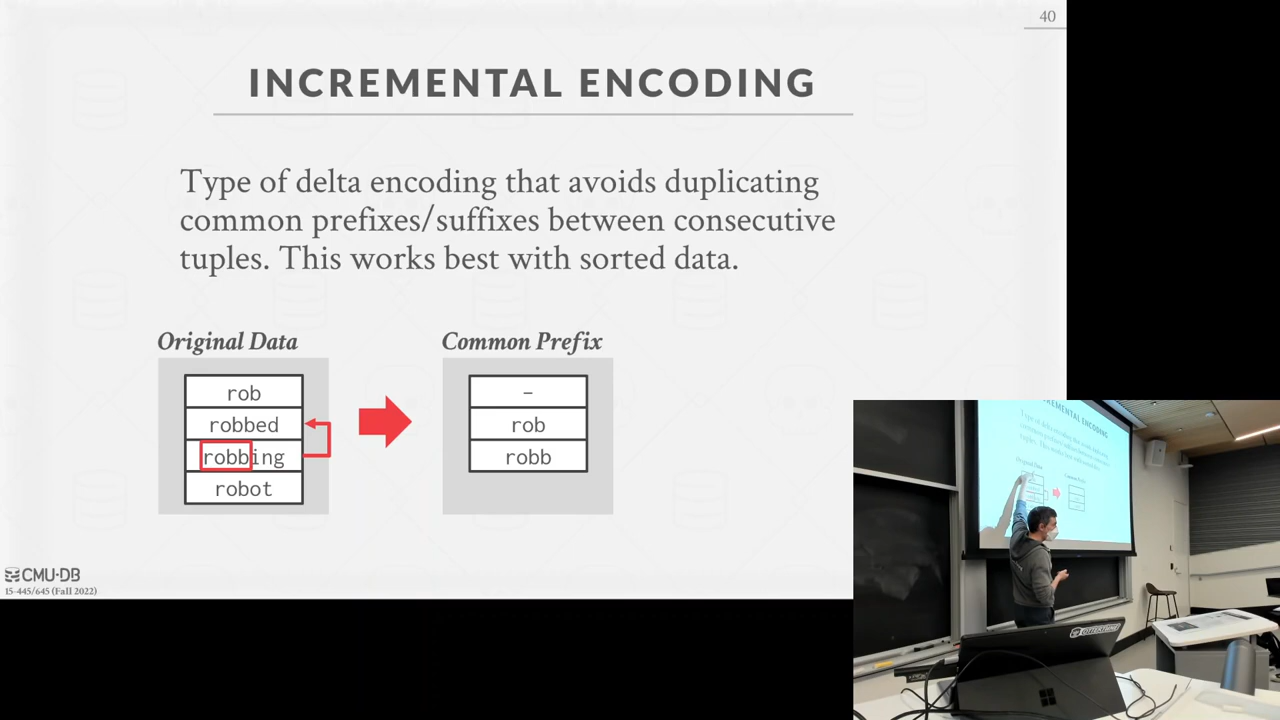 40
INCREMENTAL ENCODING
Type of delta encoding that avoids duplicating
common prefixes/suffixes between consecutive
tuples. This works best with sorted data.
Original Data
rob
robbed
robbing
robot
Common Prefix
–
rob
robb
CMU·DB
15-445/645 (Fall 2022)